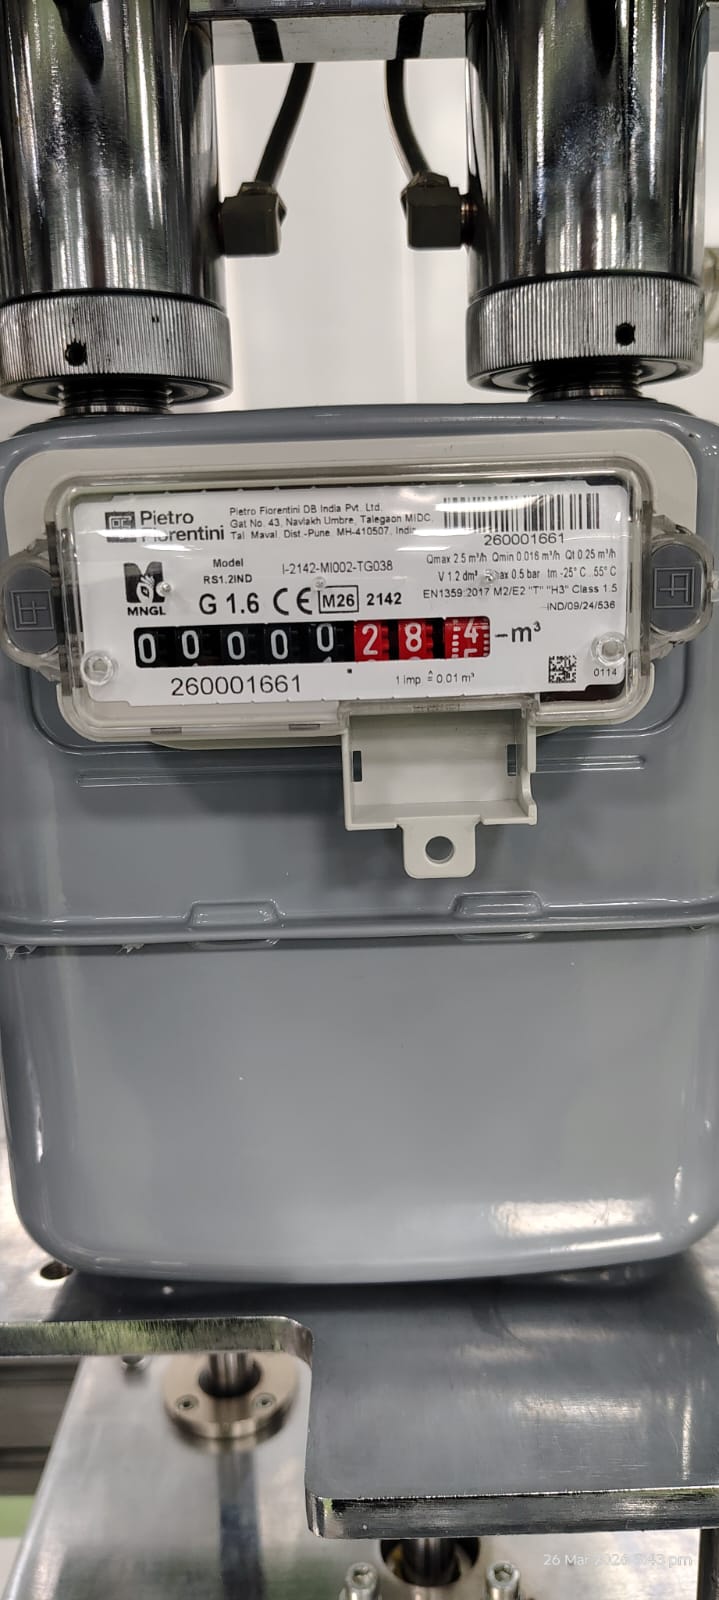 Pietro Fiorentini
Pietro Fiorentini DB India Pvt. Ltd.
Gat No. 43, Navlakh Umbre, Talegaon MIDC,
Tal Maval Dist.-Pune MH-410507, India
260001661
MNGL
Model
RS1.2IND
I-2142-MI002-TG038
G 1.6 CE M26 2142
Qmax 2.5 m³/h Qmin 0.016 m³/h Qt 0.25 m³/h
V 1.2 dm³ Pmax 0.5 bar tm -25° C ..55° C
EN1359:2017 M2/E2 "T" "H3" Class 1.5
IND/09/24/536
0 0 0 0 0 2 8 4 -m³
260001661
1 imp ≙ 0.01 m³
0114
26 Mar 2026 pm